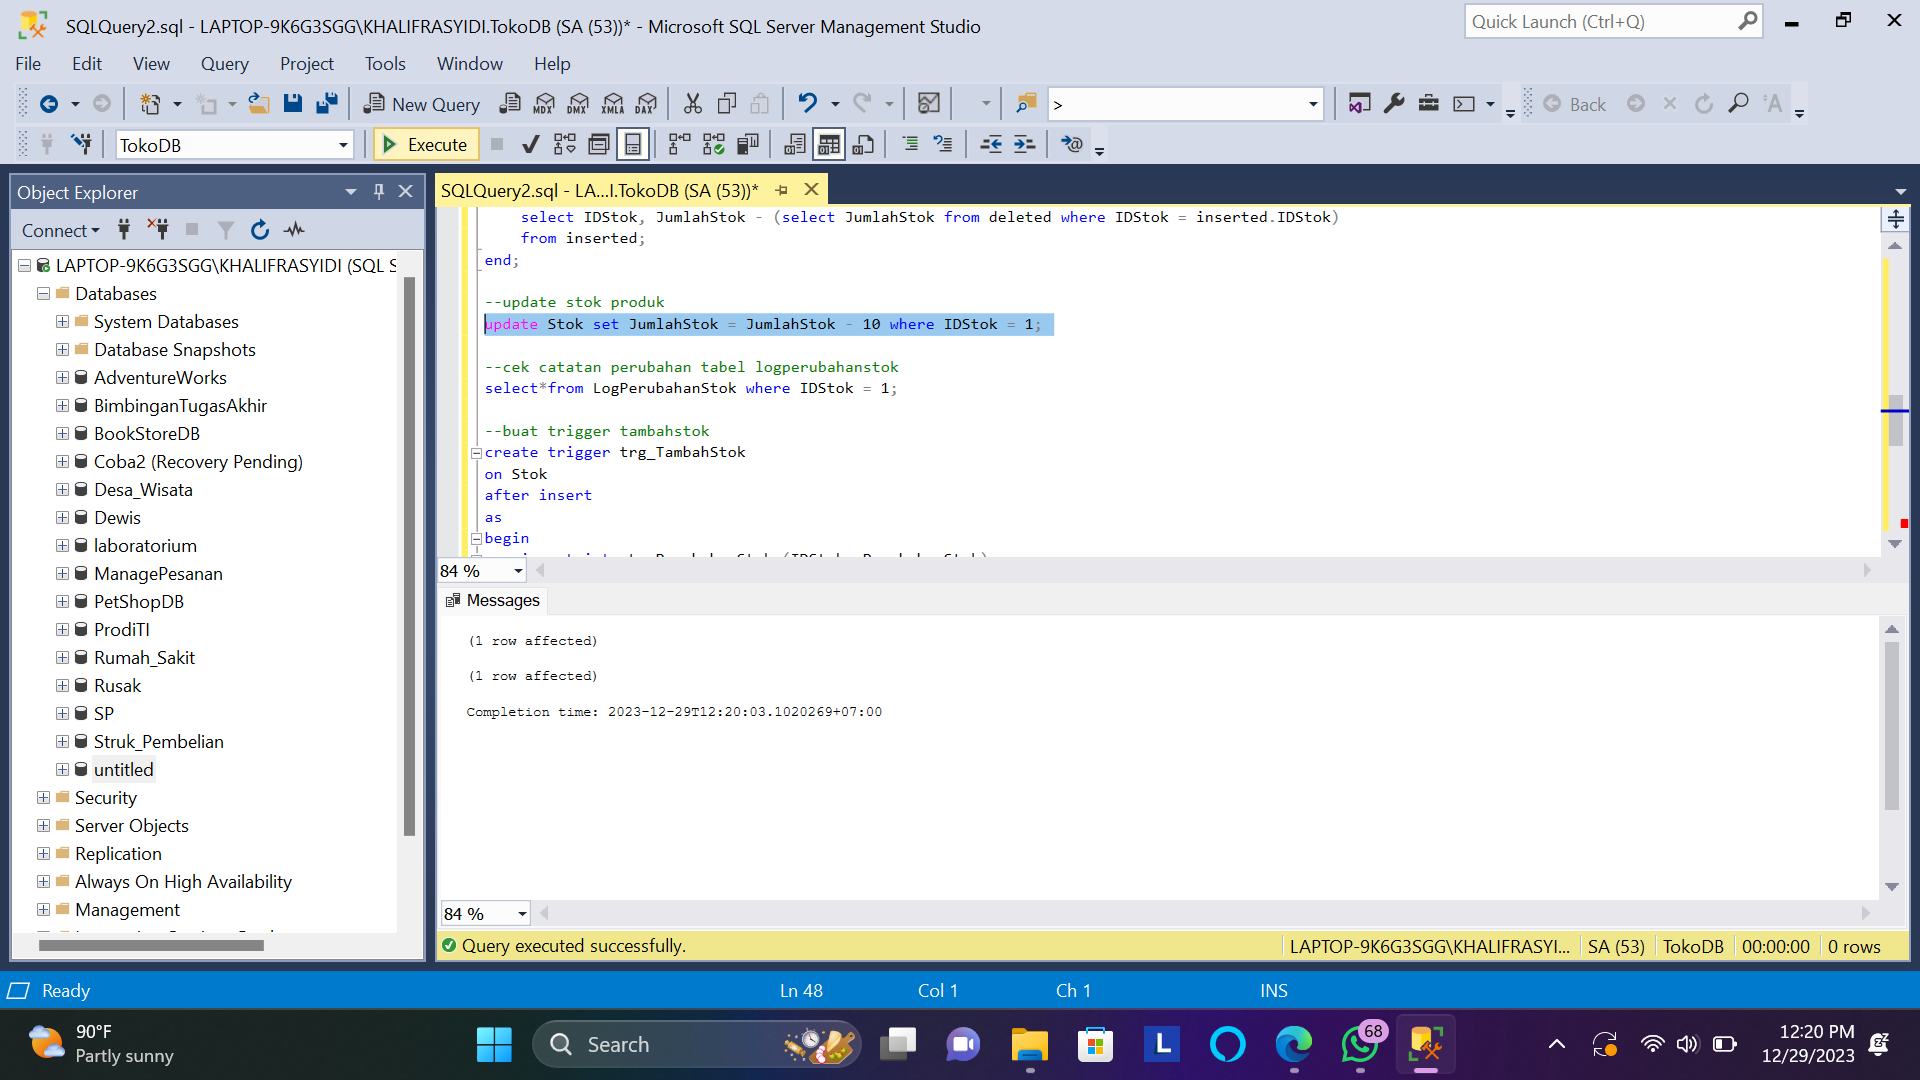 SQLQuery2.sql - LAPTOP-9K6G3SGG\KHALIFRASYIDI.TokoDB (SA (53))* - Microsoft SQL Server Management Studio
Quick Launch (Ctrl+Q)
File Edit View Query Project Tools Window Help
New Query MDX DMX XMLA DAX > Back
TokoDB Execute
Object Explorer
Connect
LAPTOP-9K6G3SGG\KHALIFRASYIDI (SQL S
Databases
System Databases
Database Snapshots
AdventureWorks
BimbinganTugasAkhir
BookStoreDB
Coba2 (Recovery Pending)
Desa_Wisata
Dewis
laboratorium
ManagePesanan
PetShopDB
ProdiTI
Rumah_Sakit
Rusak
SP
Struk_Pembelian
untitled
Security
Server Objects
Replication
Always On High Availability
Management
SQLQuery2.sql - LA...l.TokoDB (SA (53))*
select IDStok, JumlahStok - (select JumlahStok from deleted where IDStok = inserted.IDStok)
from inserted;
end;
--update stok produk
update Stok set JumlahStok = JumlahStok - 10 where IDStok = 1;
--cek catatan perubahan tabel logperubahanstok
select*from LogPerubahanStok where IDStok = 1;
--buat trigger tambahstok
create trigger trg_TambahStok
on Stok
after insert
as
begin
84 %
Messages
(1 row affected)
(1 row affected)
Completion time: 2023-12-29T12:20:03.1020269+07:00
84 %
Query executed successfully.
LAPTOP-9K6G3SGG\KHALIFRASYI... SA (53) TokoDB 00:00:00 0 rows
Ready Ln 48 Col 1 Ch 1 INS
90°F
Partly sunny
Search
L
68
12:20 PM
12/29/2023